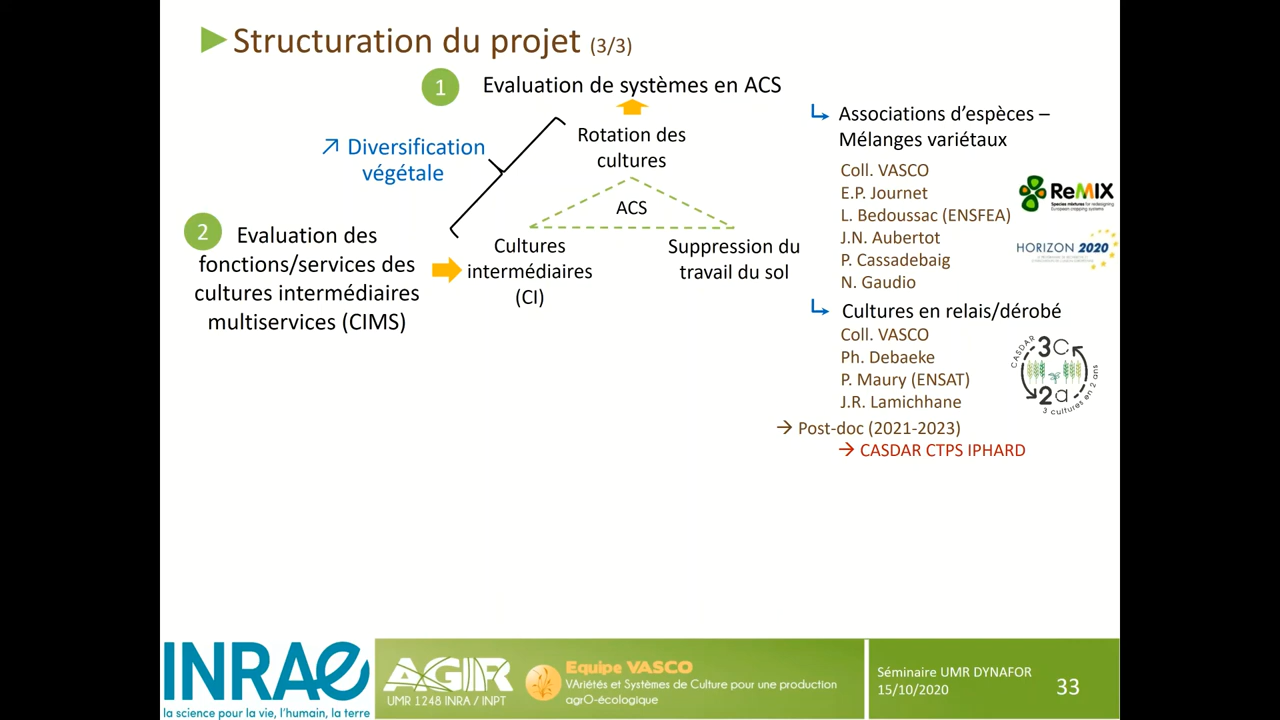 Structuration du projet (3/3)
1
Evaluation de systèmes en ACS
Rotation des
cultures
ACS
↗ Diversification
végétale
2
Evaluation des
fonctions/services des
cultures intermédiaires
multiservices (CIMS)
Cultures
intermédiaires
(CI)
Suppression du
travail du sol
Associations d'espèces –
Mélanges variétaux
Coll. VASCO
E.P. Journet
L. Bedoussac (ENSFEA)
J.N. Aubertot
P. Cassadebaig
N. Gaudio
ReMIX
Species mixtures for redesigning
European cropping systems
HORIZON 2020
Cultures en relais/dérobé
Coll. VASCO
Ph. Debaeke
P. Maury (ENSAT)
J.R. Lamichhane
CASDAR
3C
2a
3 cultures en 2 ans
→ Post-doc (2021-2023)
→ CASDAR CTPS IPHARD
INRAE
la science pour la vie, l'humain, la terre
AGIR
UMR 1248 INRA / INPT
Equipe VASCO
VAriétés et Systèmes de Culture pour une production
agrO-écologique
Séminaire UMR DYNAFOR
15/10/2020
33